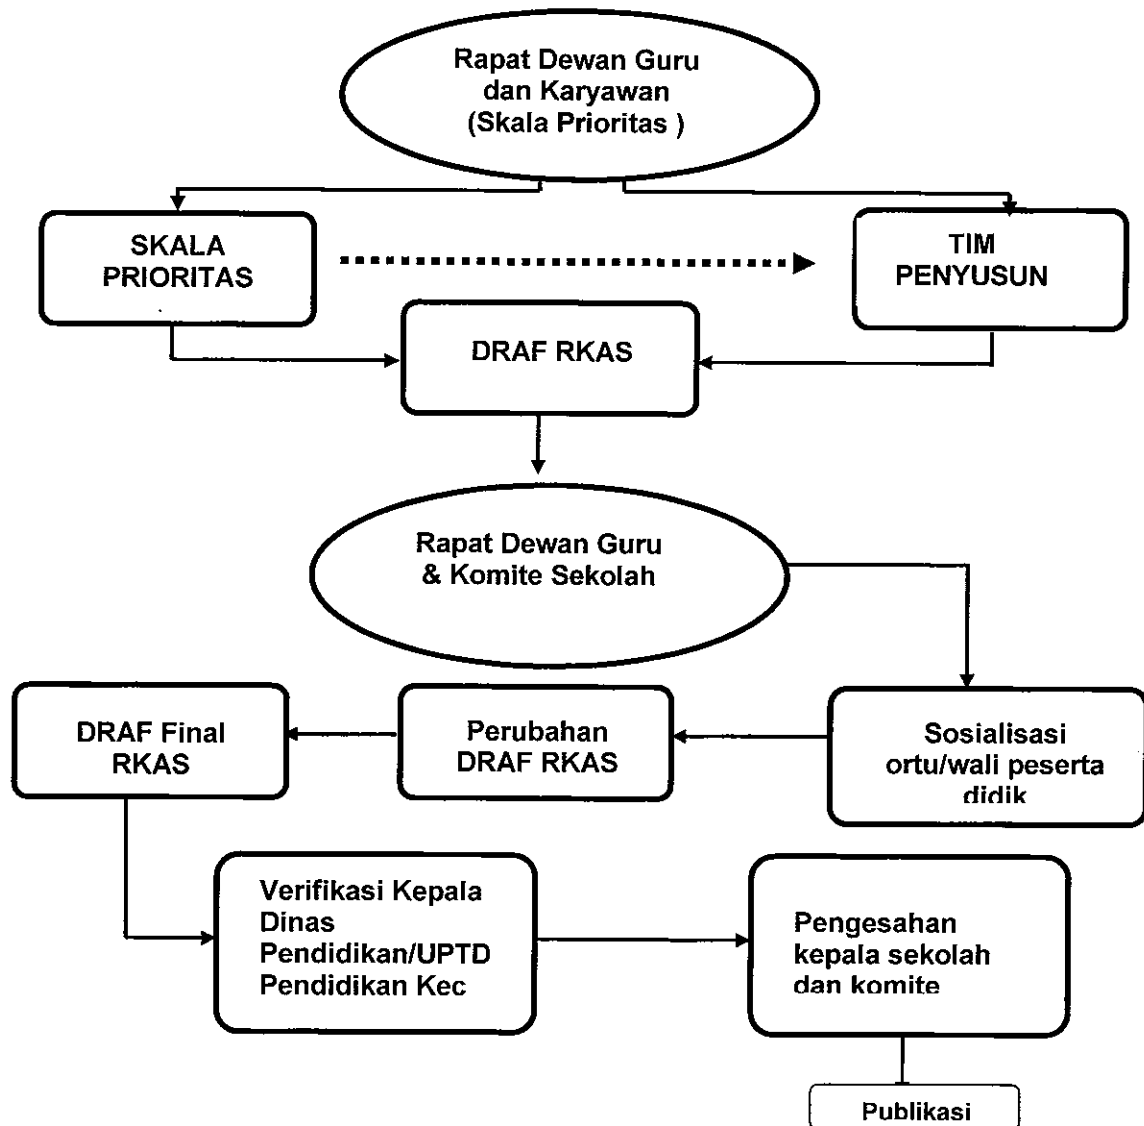 Rapat Dewan Guru
dan Karyawan
(Skala Prioritas )
SKALA
PRIORITAS
TIM
PENYUSUN
DRAF RKAS
Rapat Dewan Guru
& Komite Sekolah
DRAF Final
RKAS
Perubahan
DRAF RKAS
Sosialisasi
ortu/wali peserta
didik
Verifikasi Kepala
Dinas
Pendidikan/UPTD
Pendidikan Kec
Pengesahan
kepala sekolah
dan komite
Publikasi